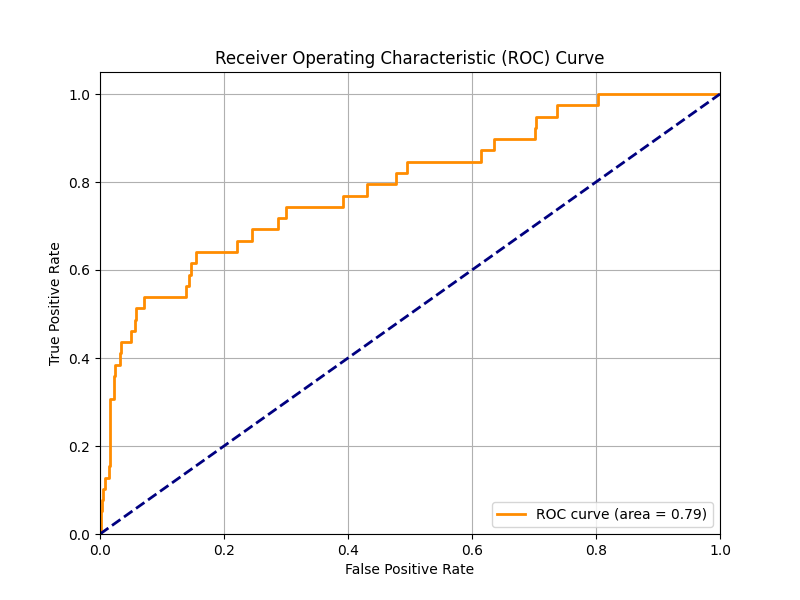 Receiver Operating Characteristic (ROC) Curve
1.0
0.8
0.6
0.4
0.2
0.0
True Positive Rate
ROC curve (area = 0.79)
0.0 0.2 0.4 0.6 0.8 1.0
False Positive Rate